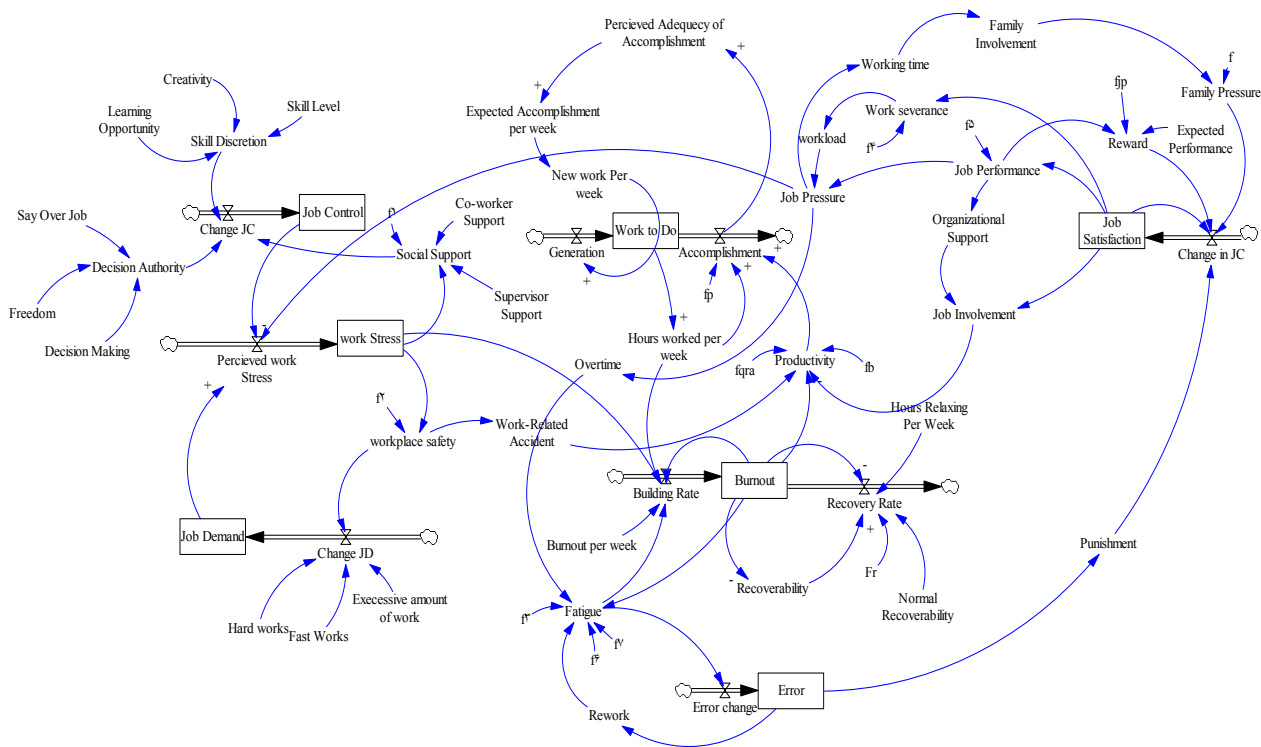 Percieved Adequecy of
Accomplishment
+
Family
Involvement
Working time
f
Family Pressure
Creativity
Learning
Opportunity
Skill Level
Skill Discretion
+
Expected Accomplishment
per week
Work severance
fjp
Expected
Performance
Reward
workload
f۴
f۵
New work Per
week
Job Pressure
Job Performance
Say Over Job
Job Control
Change JC
f۱
Co-worker
Support
Work to Do
Generation
+
Accomplishment
+
Organizational
Support
Job
Satisfaction
Change in JC
Decision Authority
Social Support
fp
+
Freedom
Supervisor
Support
Decision Making
-
work Stress
Percieved work
Stress
+
Hours worked per
week
Job Involvement
Overtime
fqra
Productivity
-
fb
+
f۲
workplace safety
Work-Related
Accident
Hours Relaxing
Per Week
Building Rate
Burnout
-
Recovery Rate
+
Job Demand
Change JD
Burnout per week
Fr
Punishment
- Recoverability
Normal
Recoverability
Hard works
Fast Works
Execessive amount
of work
f۳
Fatigue
f۷
f۶
Error change
Error
Rework